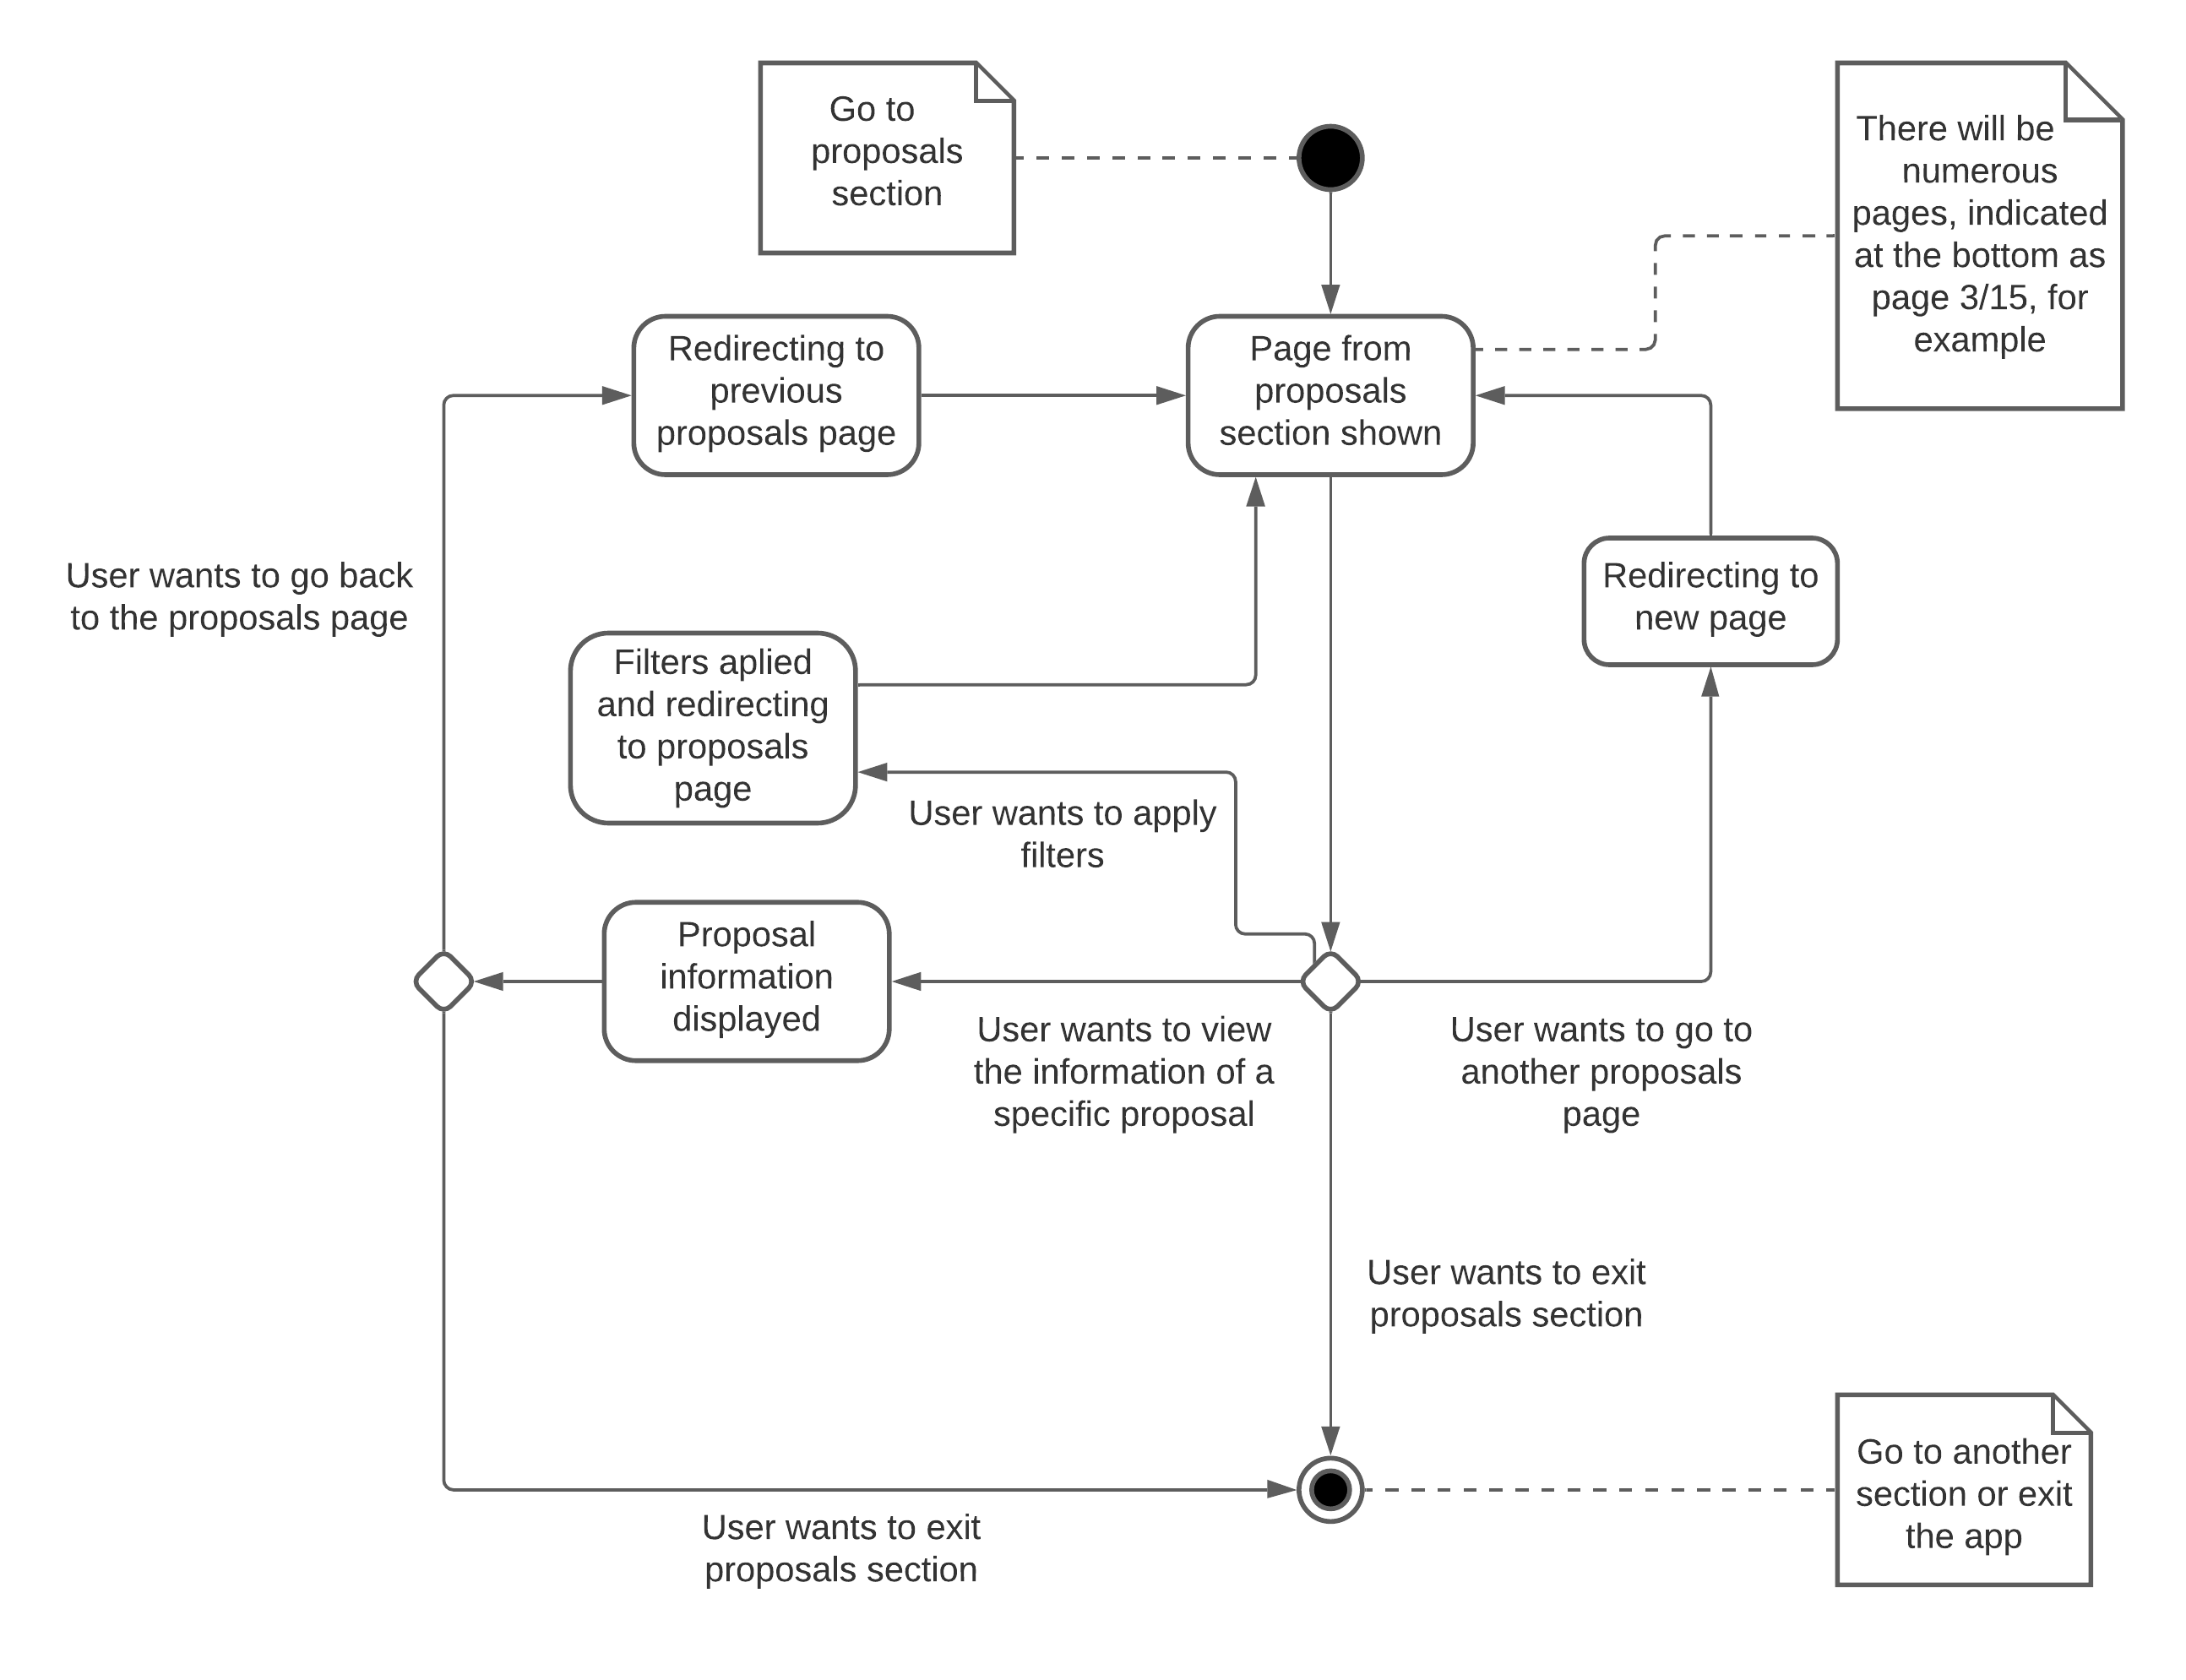 Go to
proposals
section
There will be
numerous
pages, indicated
at the bottom as
page 3/15, for
example
Redirecting to
previous
proposals page
Page from
proposals
section shown
User wants to go back
to the proposals page
Redirecting to
new page
Filters aplied
and redirecting
to proposals
page
User wants to apply
filters
Proposal
information
displayed
User wants to view
the information of a
specific proposal
User wants to go to
another proposals
page
User wants to exit
proposals section
Go to another
section or exit
the app
User wants to exit
proposals section